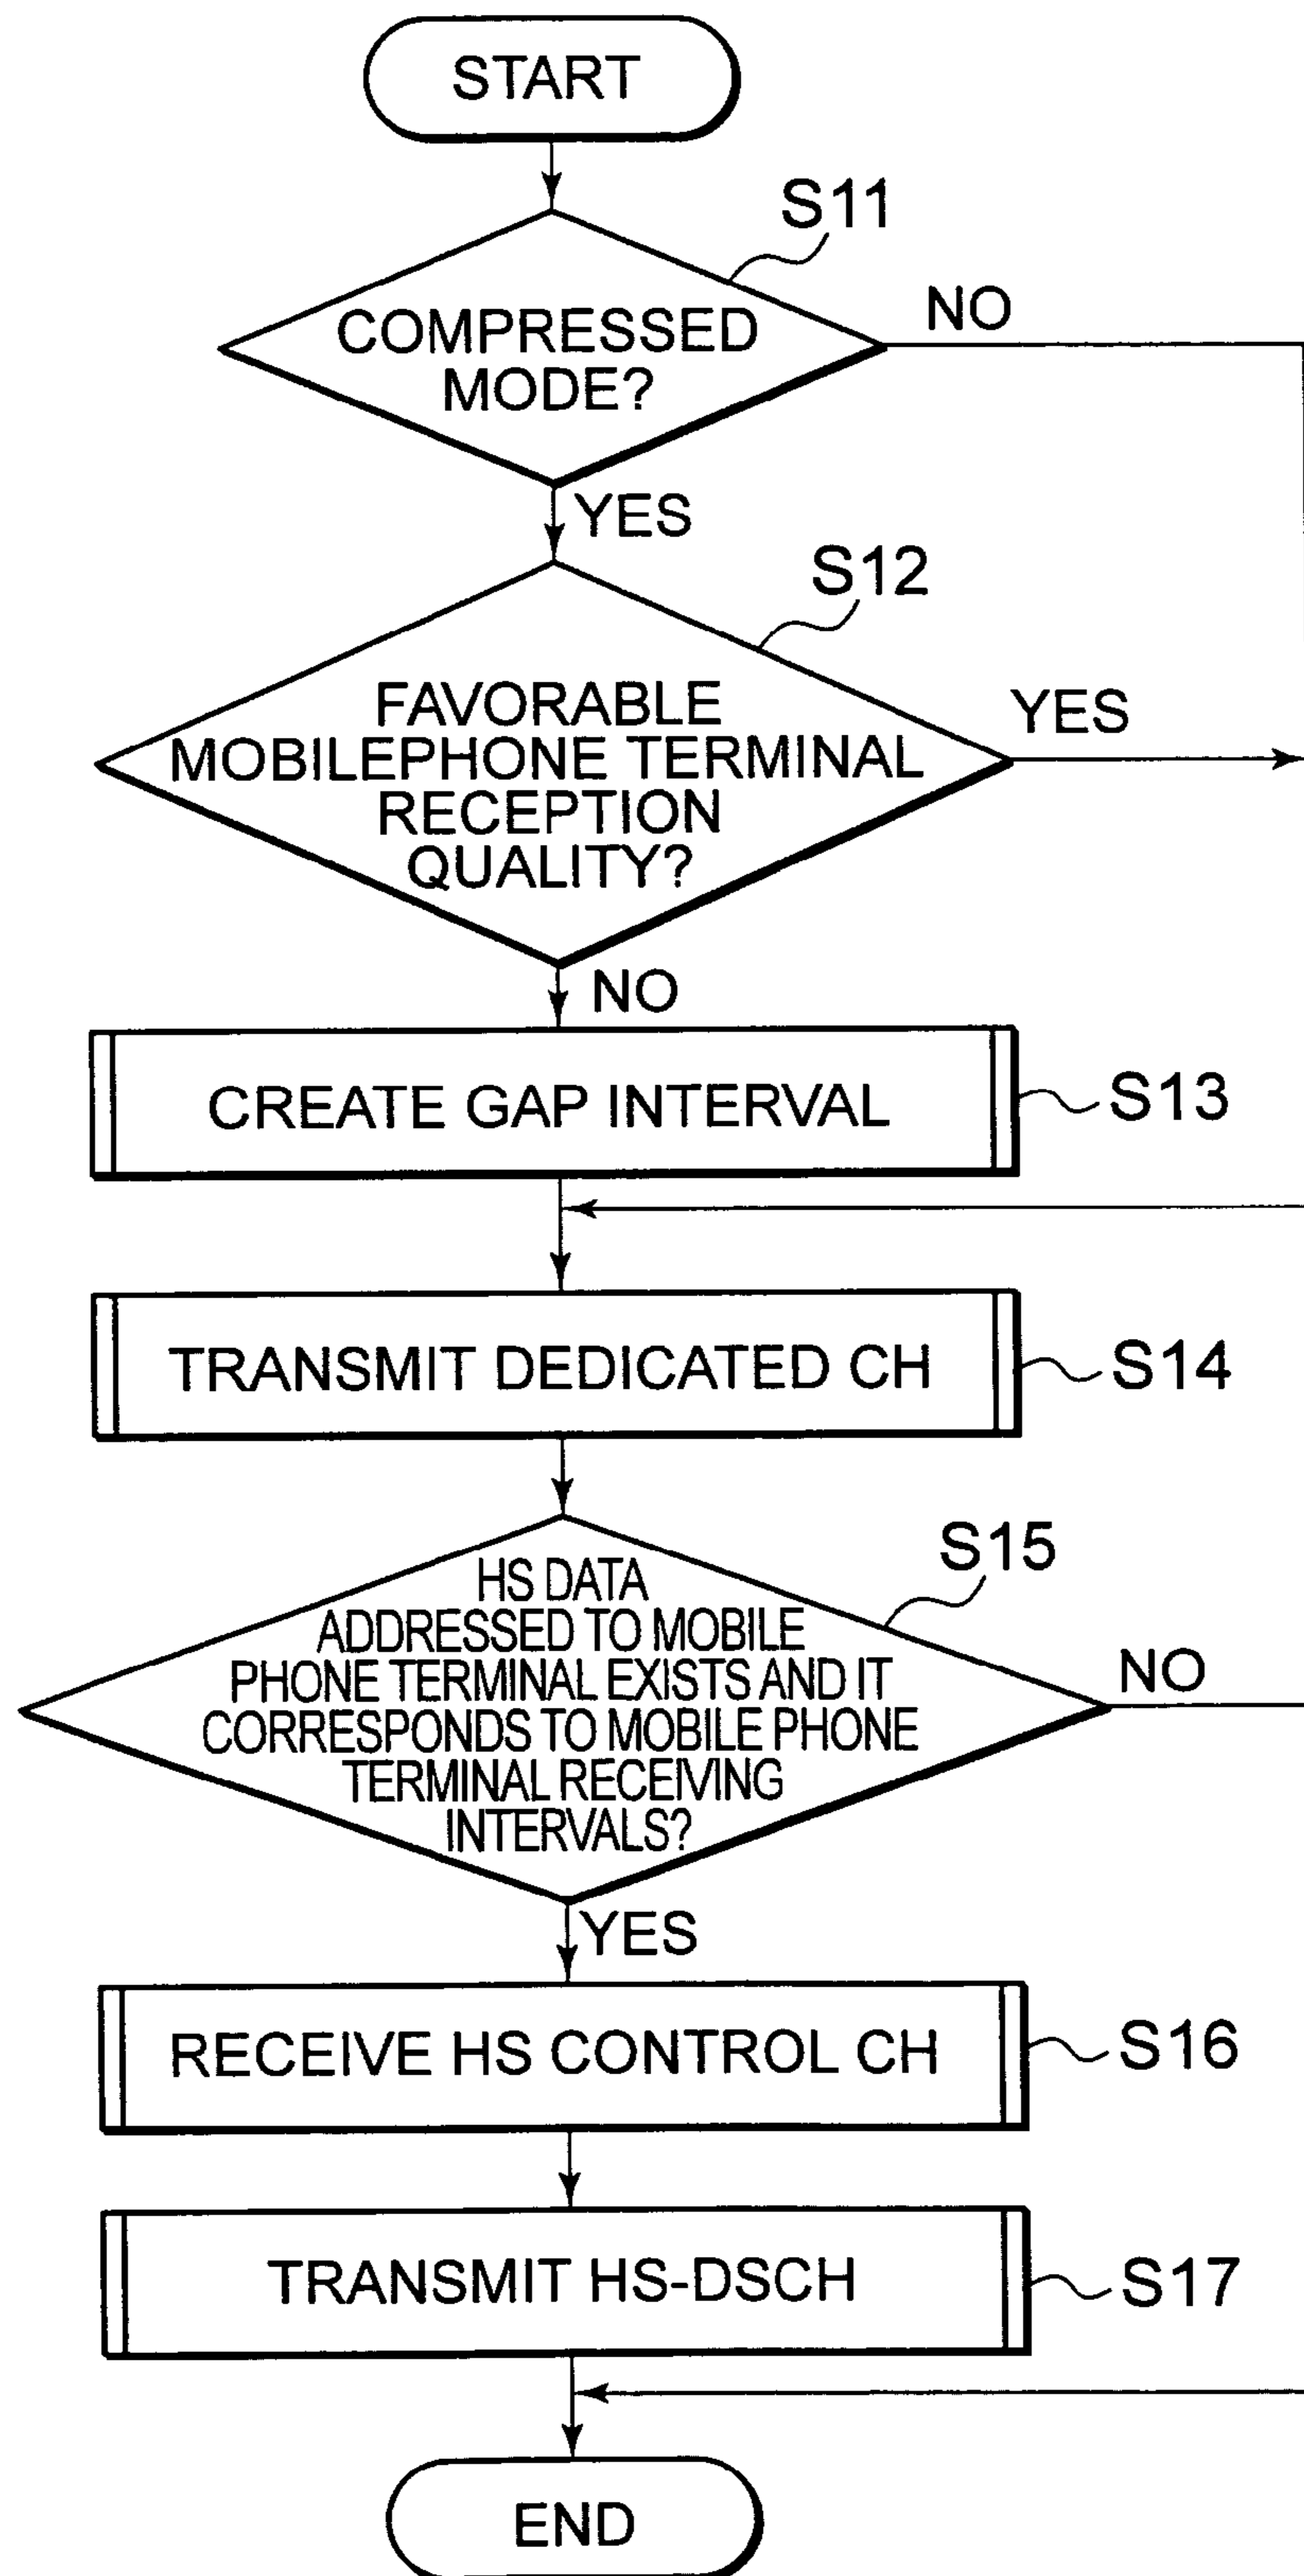 START
S11
COMPRESSED
MODE?
NO
YES
S12
FAVORABLE
MOBILEPHONE TERMINAL
RECEPTION
QUALITY?
YES
NO
CREATE GAP INTERVAL
S13
TRANSMIT DEDICATED CH
S14
S15
HS DATA
ADDRESSED TO MOBILE
PHONE TERMINAL EXISTS AND IT
CORRESPONDS TO MOBILE PHONE
TERMINAL RECEIVING
INTERVALS?
NO
YES
RECEIVE HS CONTROL CH
S16
TRANSMIT HS-DSCH
S17
END